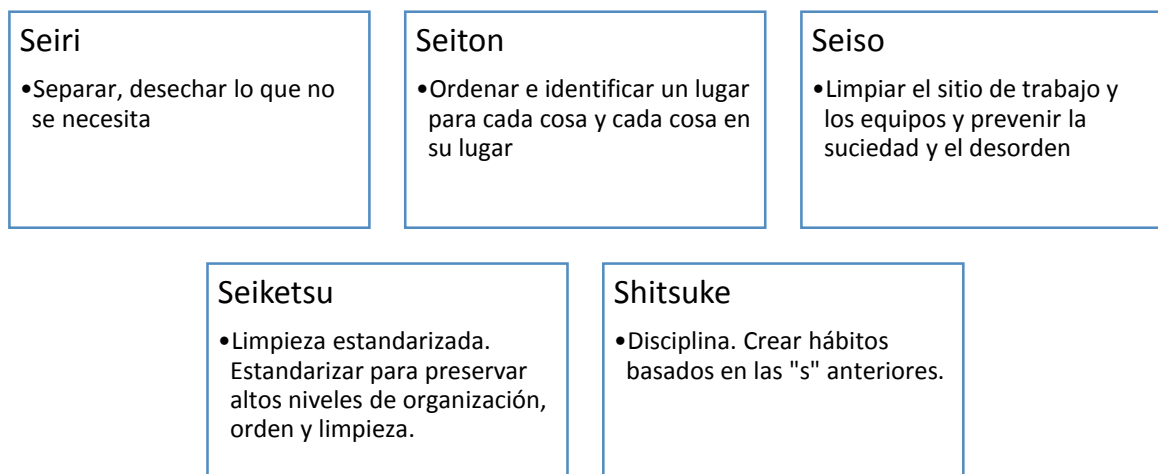 Seiri
•Separar, desechar lo que no
se necesita
Seiton
•Ordenar e identificar un lugar
para cada cosa y cada cosa en
su lugar
Seiso
•Limpiar el sitio de trabajo y
los equipos y prevenir la
suciedad y el desorden
Seiketsu
•Limpieza estandarizada.
Estandarizar para preservar
altos niveles de organización,
orden y limpieza.
Shitsuke
•Disciplina. Crear hábitos
basados en las "s" anteriores.